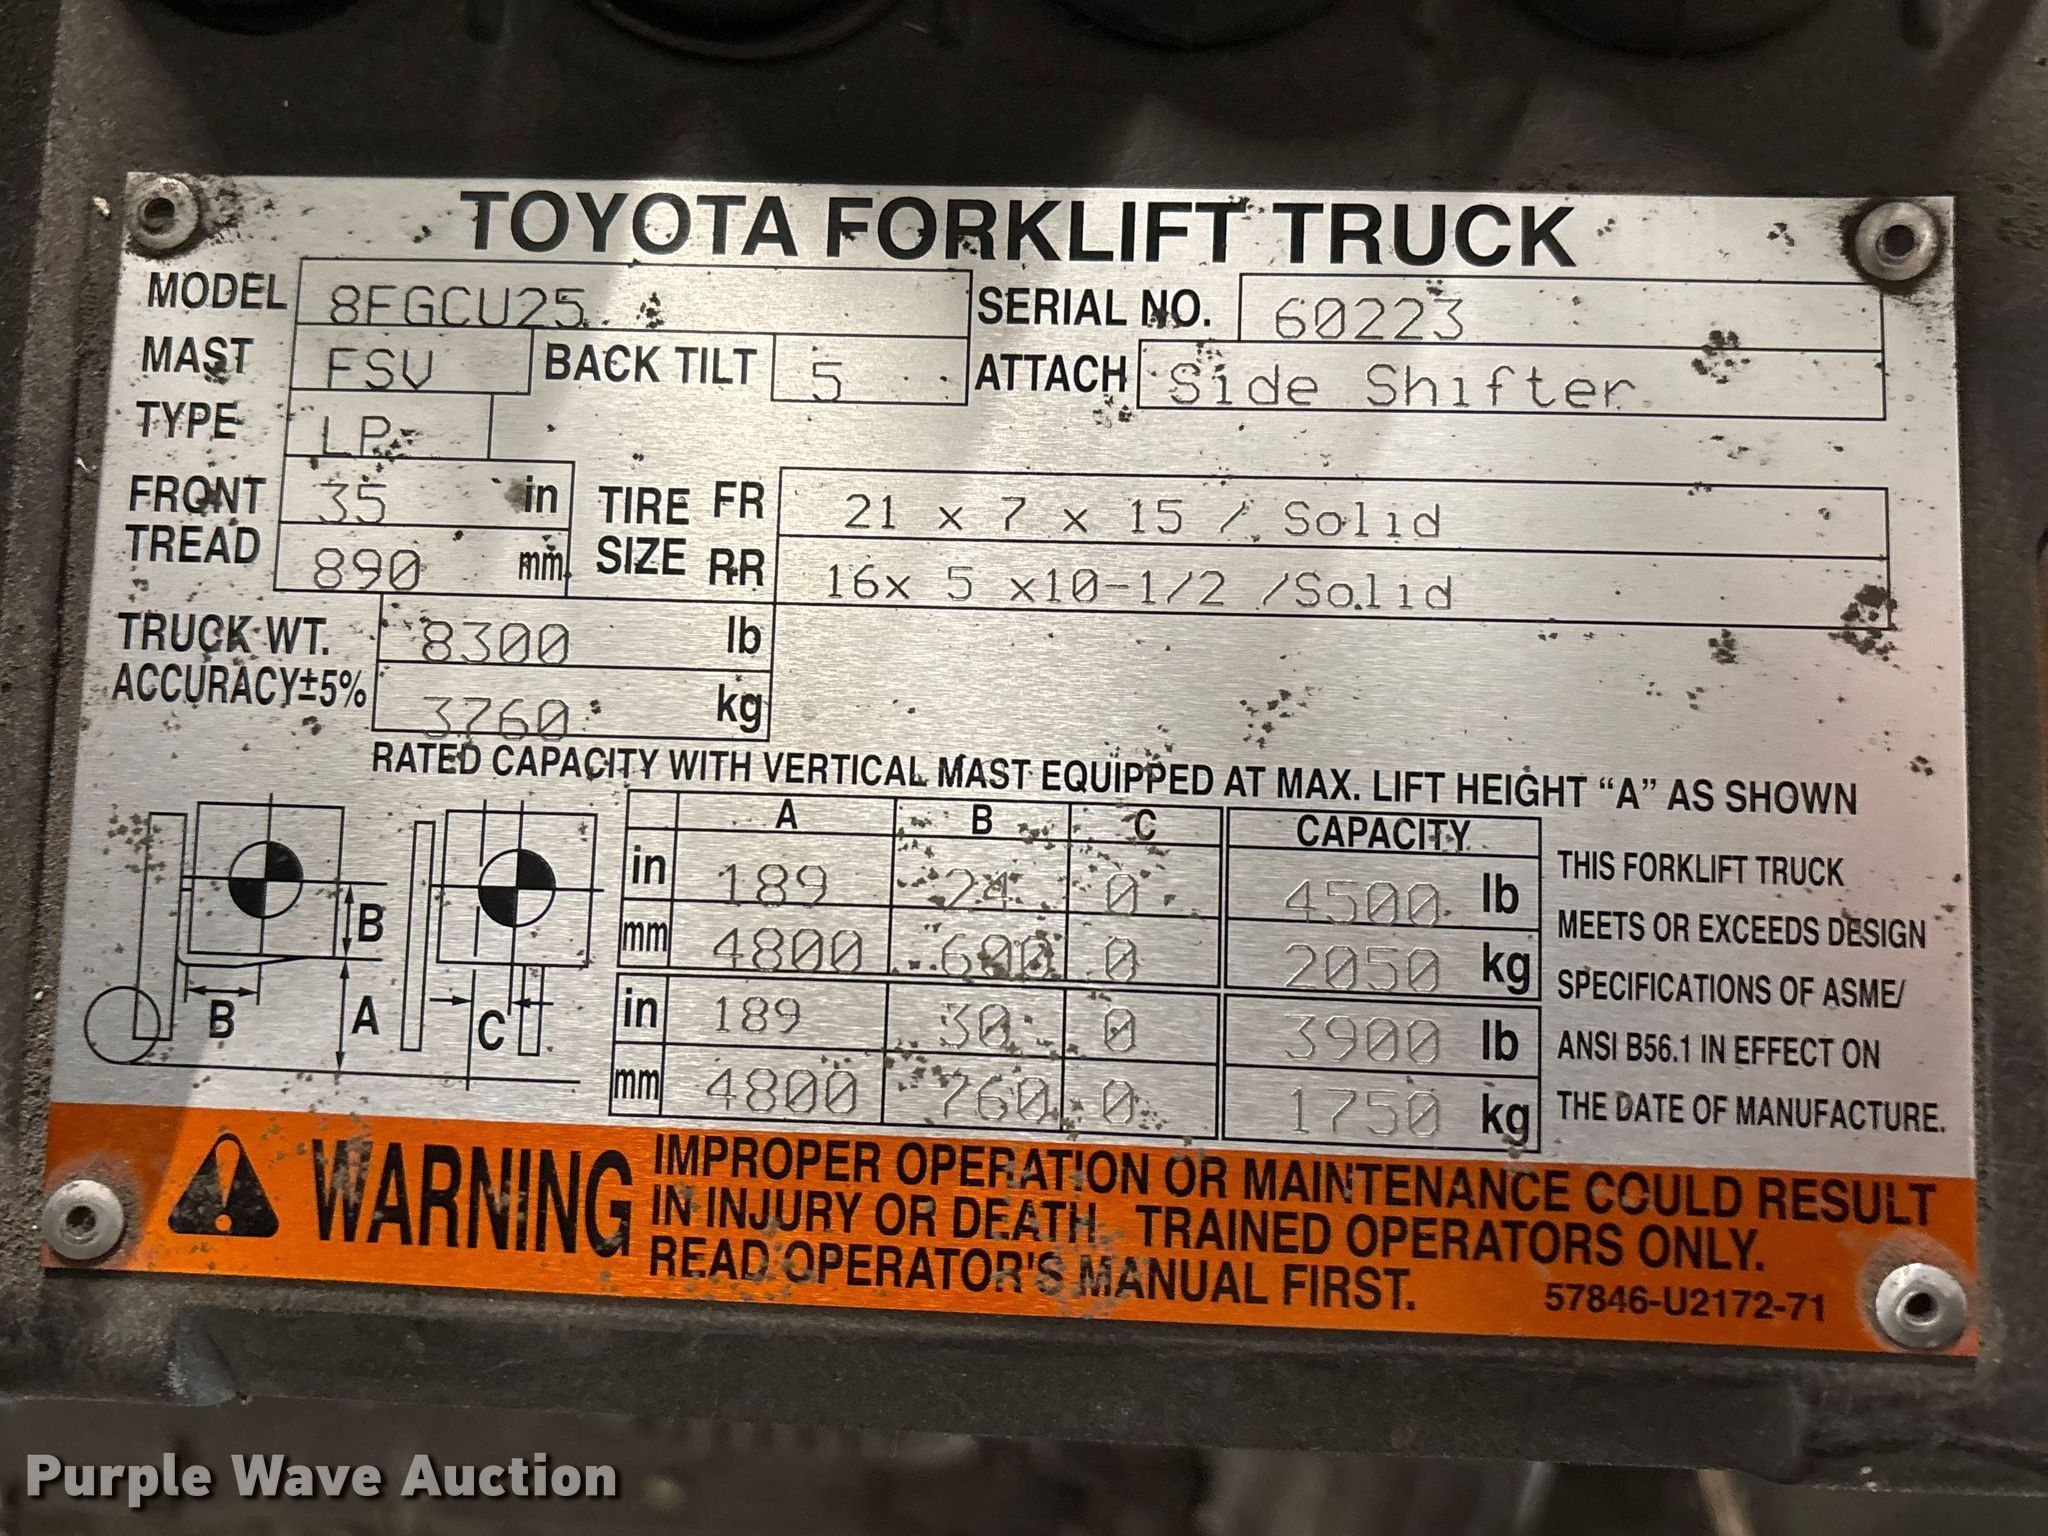 TOYOTA FORKLIFT TRUCK
MODEL 8FGCU25 SERIAL NO. 60223
MAST FSV BACK TILT 5 ATTACH Side Shifter
TYPE LP
FRONT TREAD 35 in TIRE SIZE FR 21 x 7 x 15 / Solid
890 mm RR 16x 5 x10-1/2 /Solid
TRUCK WT. 8300 lb
ACCURACY±5% 3760 kg
RATED CAPACITY WITH VERTICAL MAST EQUIPPED AT MAX. LIFT HEIGHT “A” AS SHOWN
A B C CAPACITY
in 189 24 0 4500 lb
mm 4800 600 0 2050 kg
in 189 30 0 3900 lb
mm 4800 760 0 1750 kg
B
B A C
THIS FORKLIFT TRUCK
MEETS OR EXCEEDS DESIGN
SPECIFICATIONS OF ASME/
ANSI B56.1 IN EFFECT ON
THE DATE OF MANUFACTURE.
WARNING
IMPROPER OPERATION OR MAINTENANCE COULD RESULT
IN INJURY OR DEATH. TRAINED OPERATORS ONLY.
READ OPERATOR'S MANUAL FIRST.
57846-U2172-71
Purple Wave Auction